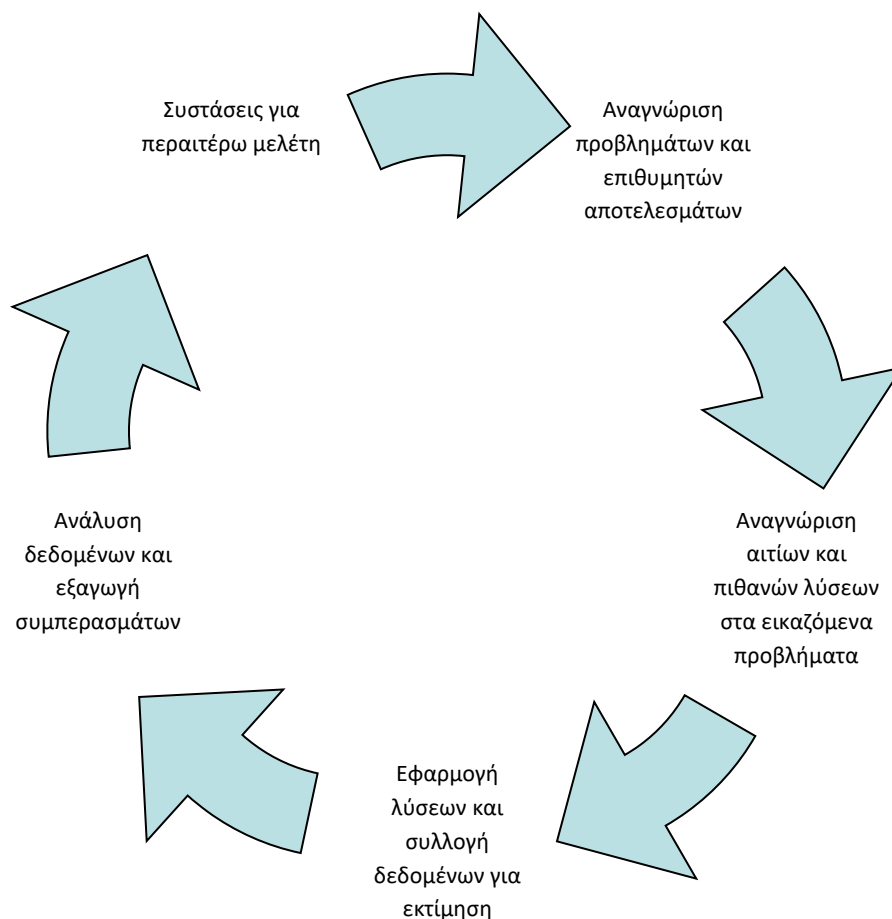 Συστάσεις για
περαιτέρω μελέτη
Αναγνώριση
προβλημάτων και
επιθυμητών
αποτελεσμάτων
Αναγνώριση
αιτίων και
πιθανών λύσεων
στα εικαζόμενα
προβλήματα
Εφαρμογή
λύσεων και
συλλογή
δεδομένων για
εκτίμηση
Ανάλυση
δεδομένων και
εξαγωγή
συμπερασμάτων